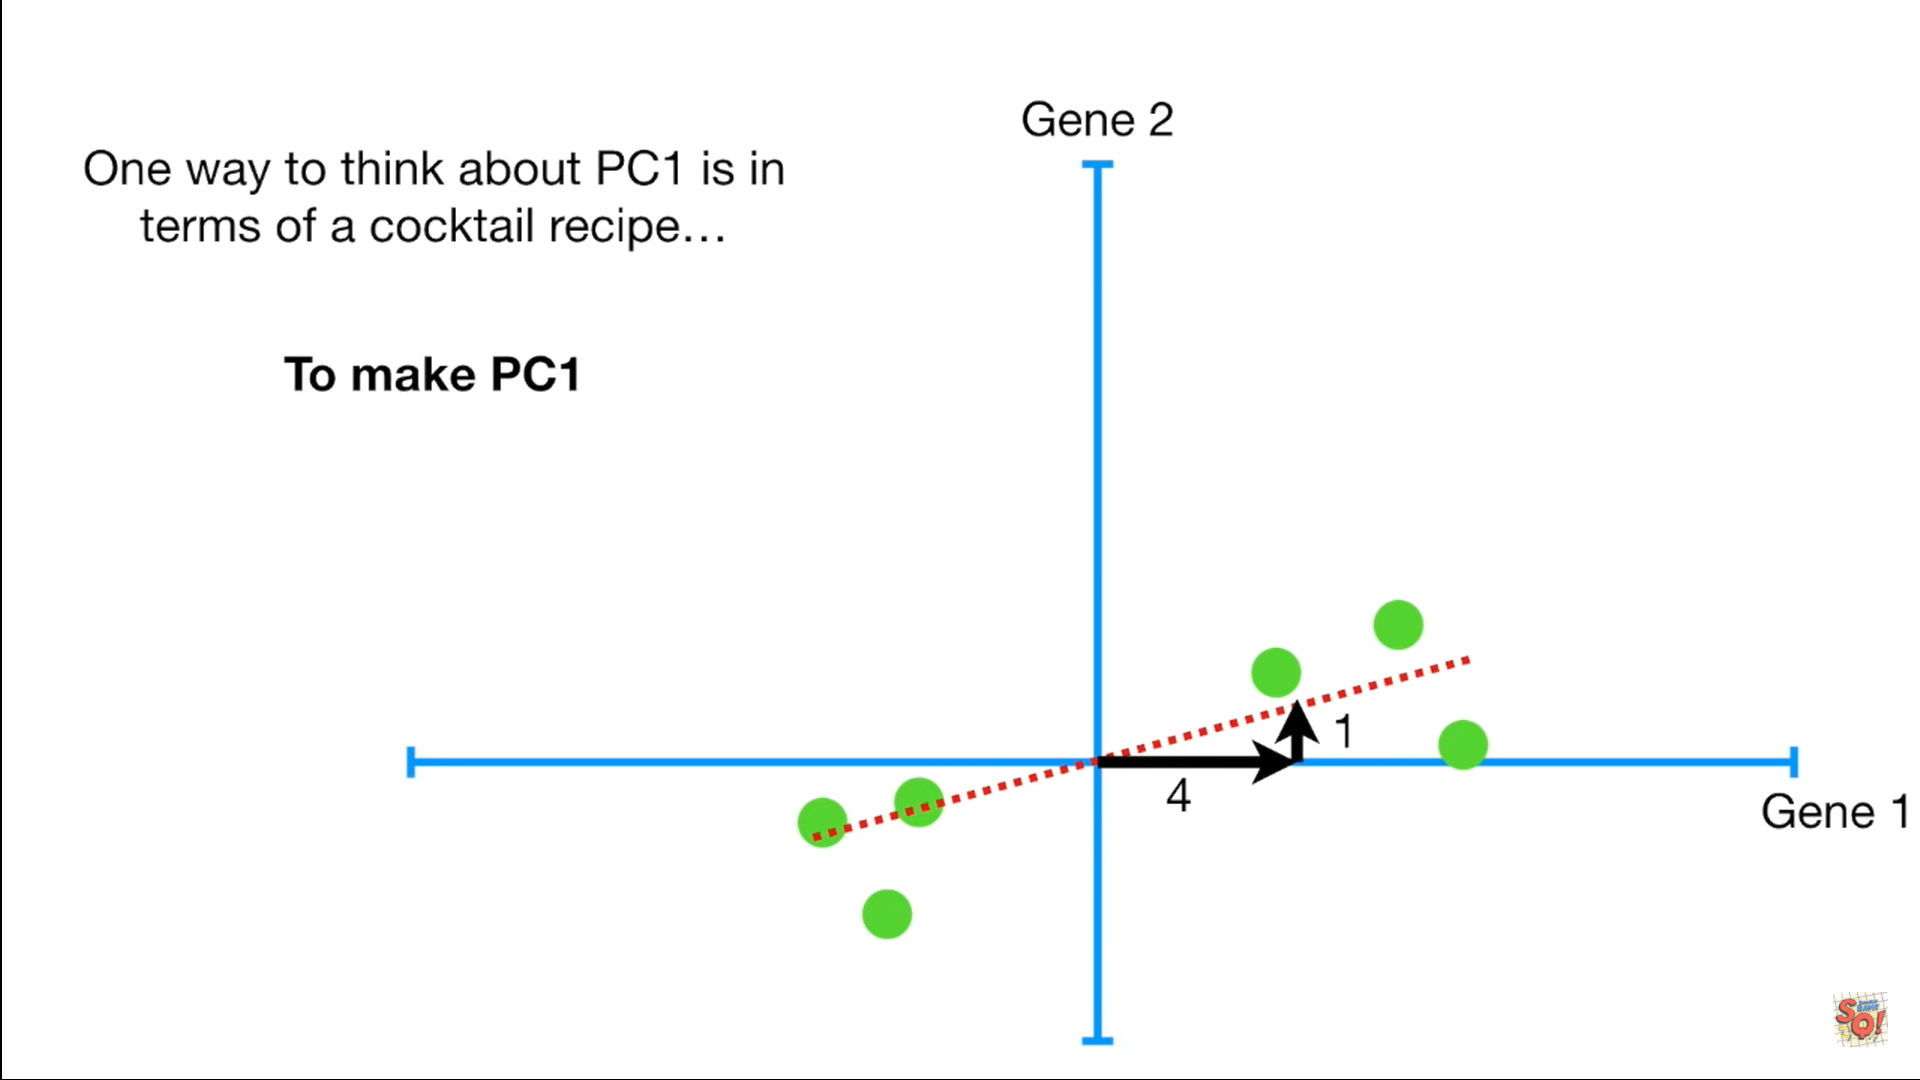 One way to think about PC1 is in
terms of a cocktail recipe…
To make PC1
Gene 2
1
4
Gene 1